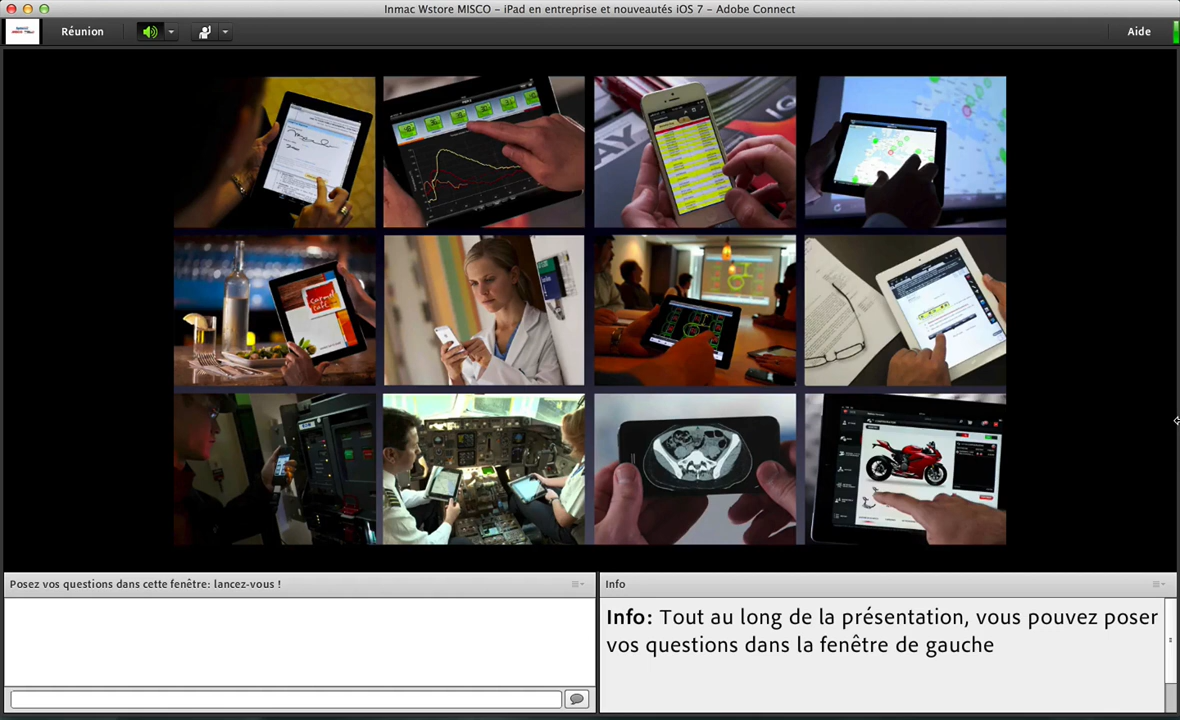 Inmac Wstore MISCO – iPad en entreprise et nouveautés iOS 7 - Adobe Connect
Réunion
Aide
Carmel
Café
Posez vos questions dans cette fenêtre: lancez-vous !
Info
Info: Tout au long de la présentation, vous pouvez poser
vos questions dans la fenêtre de gauche